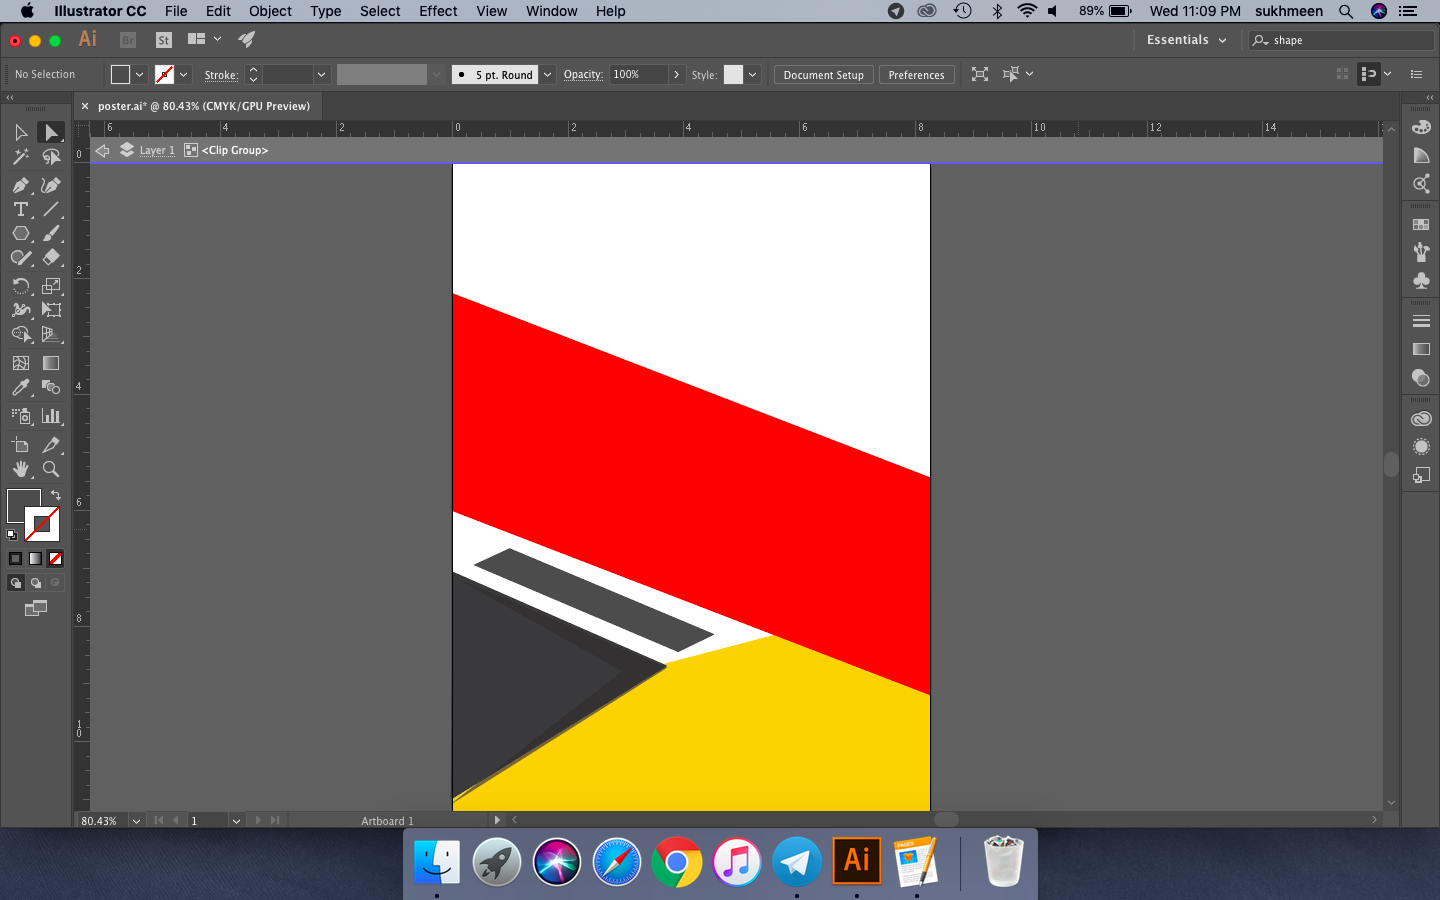 Illustrator CC File Edit Object Type Select Effect View Window Help 89% Wed 11:09 PM sukhmeen
Ai Br St Essentials shape
No Selection Stroke: 5 pt. Round Opacity: 100% Style: Document Setup Preferences
× poster.ai* @ 80.43% (CMYK/GPU Preview)
6 4 2 0 2 4 6 8 10 12 14
Layer 1 <Clip Group>
0
2
4
6
8
10
T
80.43% 1 Artboard 1
Ai PAGES